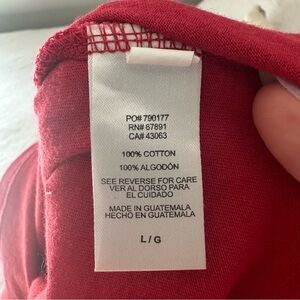 PO# 790177
RN# 67891
CA# 43063
100% COTTON
100% ALGODÓN
SEE REVERSE FOR CARE
VER AL DORSO PARA
EL CUIDADO
MADE IN GUATEMALA
HECHO EN GUATEMALA
L / G